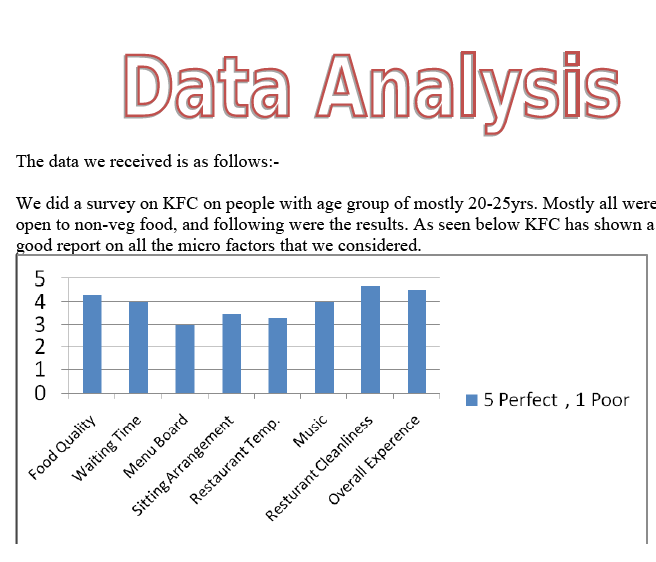 Data Analysis
The data we received is as follows:-
We did a survey on KFC on people with age group of mostly 20-25yrs. Mostly all were
open to non-veg food, and following were the results. As seen below KFC has shown a
good report on all the micro factors that we considered.
5
4
3
2
1
0
Food Quality
Waiting Time
Menu Board
Sitting Arrangement
Restaurant Temp.
Music
Resturant Cleanliness
Overall Experence
5 Perfect , 1 Poor